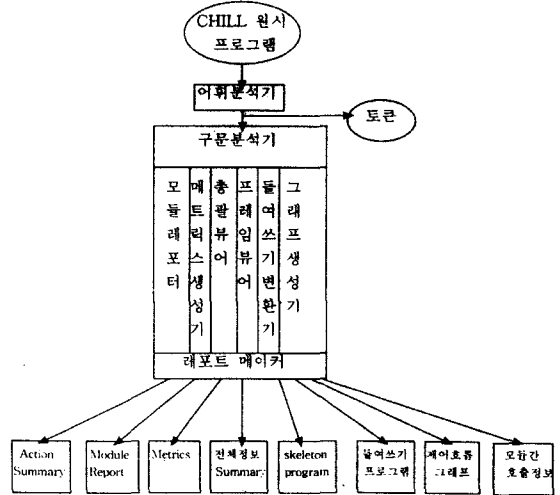 CHILL 원시
프로그램
어휘분석기
토큰
구문분석기
모듈레포터
메트릭스생성기
총괄뷰어
프레임뷰어
들여쓰기변환기
그래프생성기
레포트 메이커
Action
Summary
Module
Report
Metrics
전체정보
Summary
skeleton
program
들여쓰기
프로그램
제어흐름
그래프
모듈간
호출정보